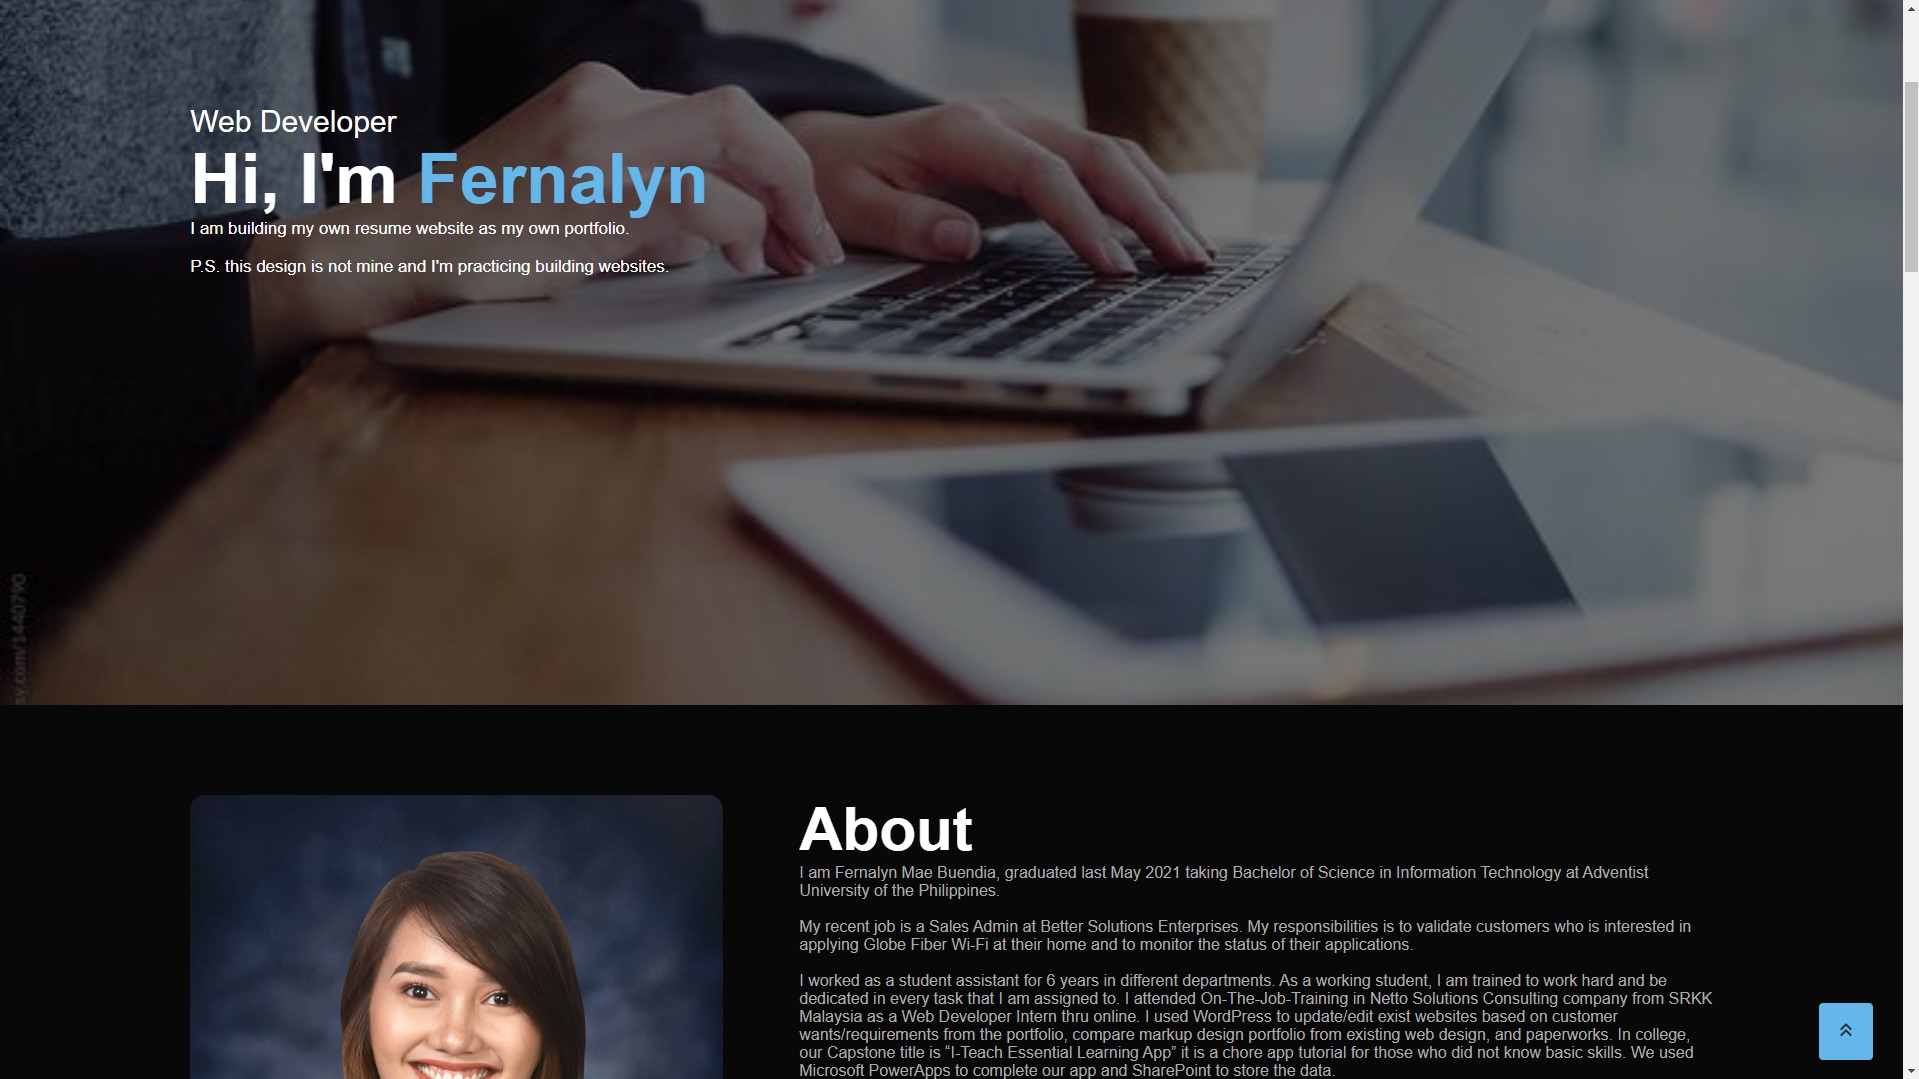 Web Developer
Hi, I'm Fernalyn
I am building my own resume website as my own portfolio.
P.S. this design is not mine and I'm practicing building websites.
sy.com/1440790
About
I am Fernalyn Mae Buendia, graduated last May 2021 taking Bachelor of Science in Information Technology at Adventist
University of the Philippines.
My recent job is a Sales Admin at Better Solutions Enterprises. My responsibilities is to validate customers who is interested in
applying Globe Fiber Wi-Fi at their home and to monitor the status of their applications.
I worked as a student assistant for 6 years in different departments. As a working student, I am trained to work hard and be
dedicated in every task that I am assigned to. I attended On-The-Job-Training in Netto Solutions Consulting company from SRKK
Malaysia as a Web Developer Intern thru online. I used WordPress to update/edit exist websites based on customer
wants/requirements from the portfolio, compare markup design portfolio from existing web design, and paperworks. In college,
our Capstone title is “I-Teach Essential Learning App” it is a chore app tutorial for those who did not know basic skills. We used
Microsoft PowerApps to complete our app and SharePoint to store the data.